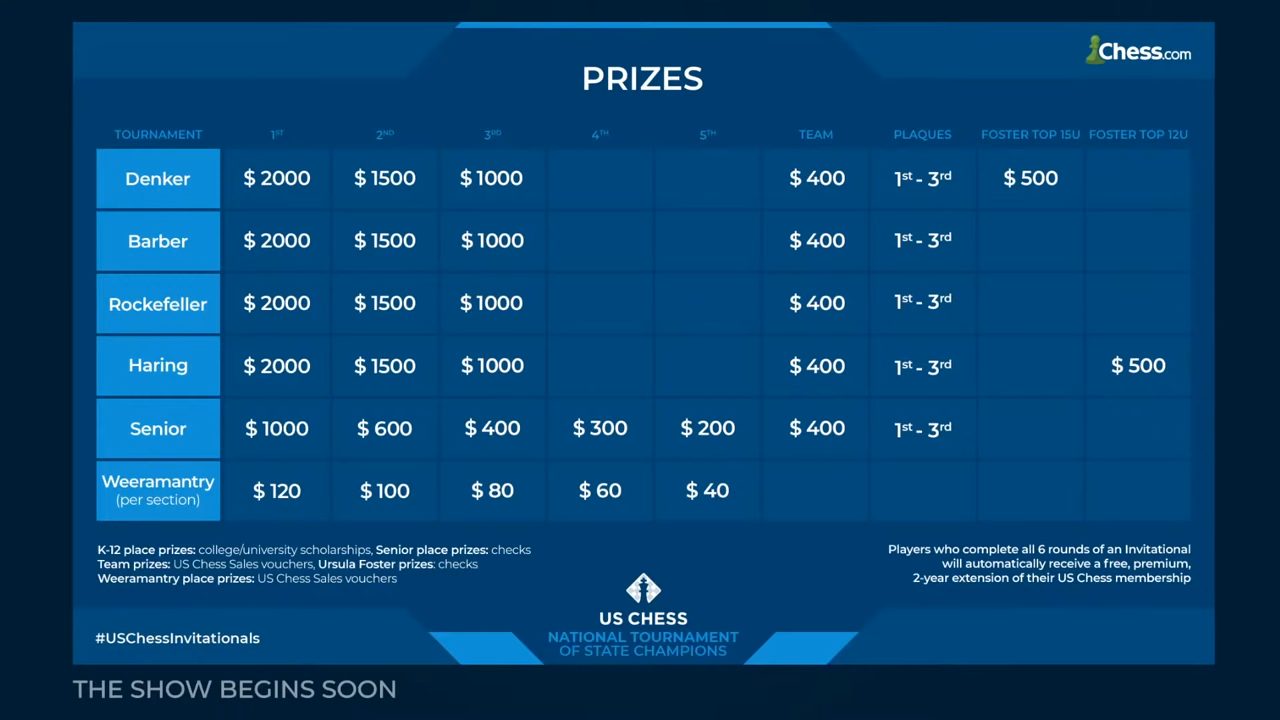 Chess.com
PRIZES
TOURNAMENT 1ST 2ND 3RD 4TH 5TH TEAM PLAQUES FOSTER TOP 15U FOSTER TOP 12U
Denker $ 2000 $ 1500 $ 1000 $ 400 1st - 3rd $ 500
Barber $ 2000 $ 1500 $ 1000 $ 400 1st - 3rd
Rockefeller $ 2000 $ 1500 $ 1000 $ 400 1st - 3rd
Haring $ 2000 $ 1500 $ 1000 $ 400 1st - 3rd $ 500
Senior $ 1000 $ 600 $ 400 $ 300 $ 200 $ 400 1st - 3rd
Weeramantry
(per section) $ 120 $ 100 $ 80 $ 60 $ 40
K-12 place prizes: college/university scholarships, Senior place prizes: checks
Team prizes: US Chess Sales vouchers, Ursula Foster prizes: checks
Weeramantry place prizes: US Chess Sales vouchers
Players who complete all 6 rounds of an Invitational
will automatically receive a free, premium,
2-year extension of their US Chess membership
US CHESS
NATIONAL TOURNAMENT
OF STATE CHAMPIONS
#USChessInvitationals
THE SHOW BEGINS SOON